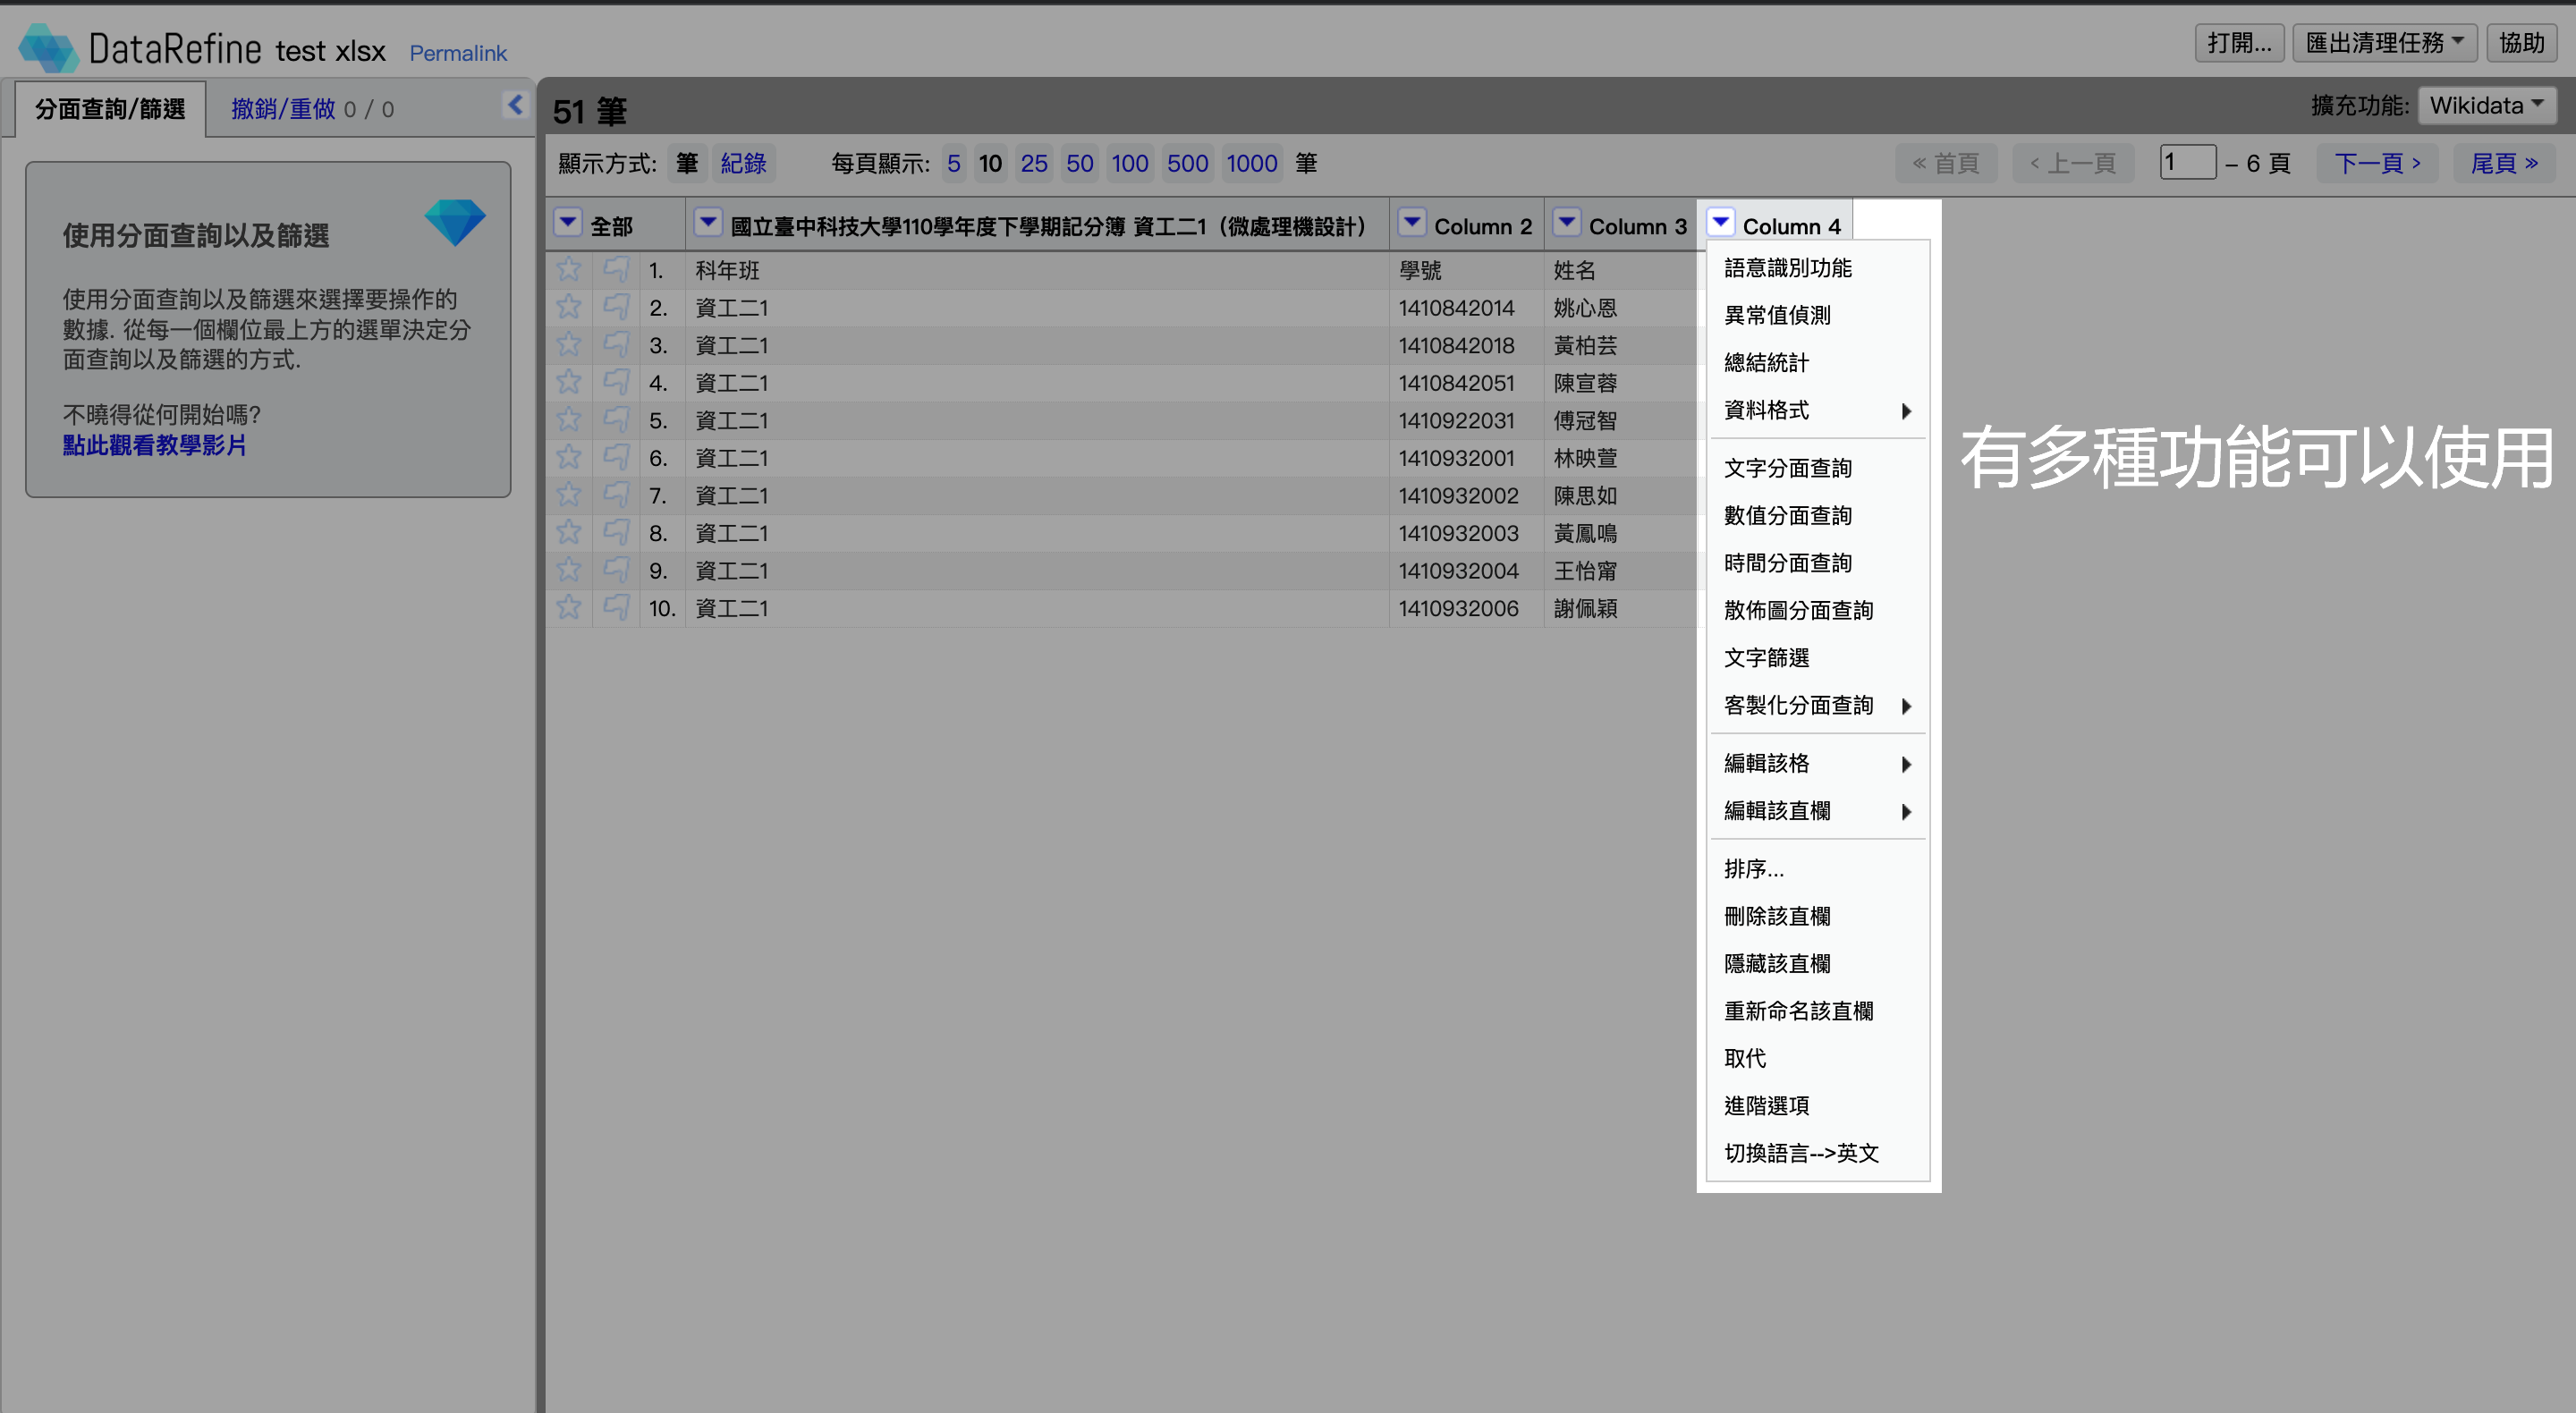 DataRefine test xlsx Permalink
打開... 匯出清理任務 協助
分面查詢/篩選 撤銷/重做 0 / 0
51 筆
擴充功能: Wikidata
顯示方式: 筆 紀錄 每頁顯示: 5 10 25 50 100 500 1000 筆
« 首頁 ‹ 上一頁 1 – 6 頁 下一頁 › 尾頁 »
使用分面查詢以及篩選
使用分面查詢以及篩選來選擇要操作的
數據. 從每一個欄位最上方的選單決定分
面查詢以及篩選的方式.
不曉得從何開始嗎?
點此觀看教學影片
全部 國立臺中科技大學110學年度下學期記分簿 資工二1（微處理機設計） Column 2 Column 3 Column 4
1. 科年班 學號 姓名
2. 資工二1 1410842014 姚心恩
3. 資工二1 1410842018 黃柏芸
4. 資工二1 1410842051 陳宣蓉
5. 資工二1 1410922031 傅冠智
6. 資工二1 1410932001 林映萱
7. 資工二1 1410932002 陳思如
8. 資工二1 1410932003 黃鳳鳴
9. 資工二1 1410932004 王怡甯
10. 資工二1 1410932006 謝佩穎
語意識別功能
異常值偵測
總結統計
資料格式
文字分面查詢
數值分面查詢
時間分面查詢
散佈圖分面查詢
文字篩選
客製化分面查詢
編輯該格
編輯該直欄
排序...
刪除該直欄
隱藏該直欄
重新命名該直欄
取代
進階選項
切換語言-->英文
有多種功能可以使用